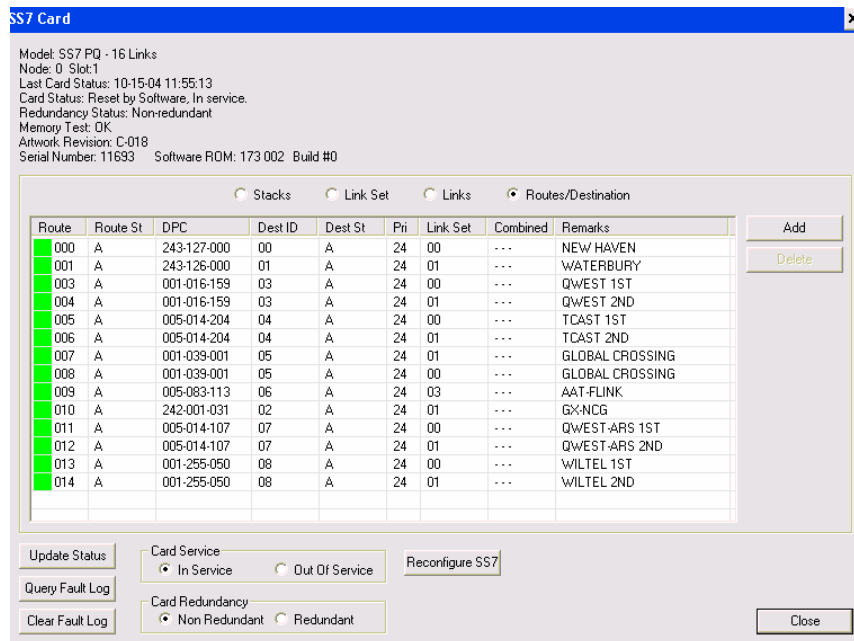 SS7 Card
Model: SS7 PQ - 16 Links
Node: 0 Slot:1
Last Card Status: 10-15-04 11:55:13
Card Status: Reset by Software, In service.
Redundancy Status: Non-redundant
Memory Test: OK
Artwork Revision: C-018
Serial Number: 11693 Software ROM: 173 002 Build #0
Stacks Link Set Links Routes/Destination
Route Route St DPC Dest ID Dest St Pri Link Set Combined Remarks
000 A 243-127-000 00 A 24 00 --- NEW HAVEN
001 A 243-126-000 01 A 24 01 --- WATERBURY
003 A 001-016-159 03 A 24 00 --- QWEST 1ST
004 A 001-016-159 03 A 24 01 --- QWEST 2ND
005 A 005-014-204 04 A 24 00 --- TCAST 1ST
006 A 005-014-204 04 A 24 01 --- TCAST 2ND
007 A 001-039-001 05 A 24 01 --- GLOBAL CROSSING
008 A 001-039-001 05 A 24 00 --- GLOBAL CROSSING
009 A 005-083-113 06 A 24 03 --- AAT-FLINK
010 A 242-001-031 02 A 24 01 --- GX-NCG
011 A 005-014-107 07 A 24 00 --- QWEST-ARS 1ST
012 A 005-014-107 07 A 24 01 --- QWEST-ARS 2ND
013 A 001-255-050 08 A 24 00 --- WILTEL 1ST
014 A 001-255-050 08 A 24 01 --- WILTEL 2ND
Add
Delete
Update Status
Query Fault Log
Clear Fault Log
Card Service
In Service Out Of Service
Card Redundancy
Non Redundant Redundant
Reconfigure SS7
Close